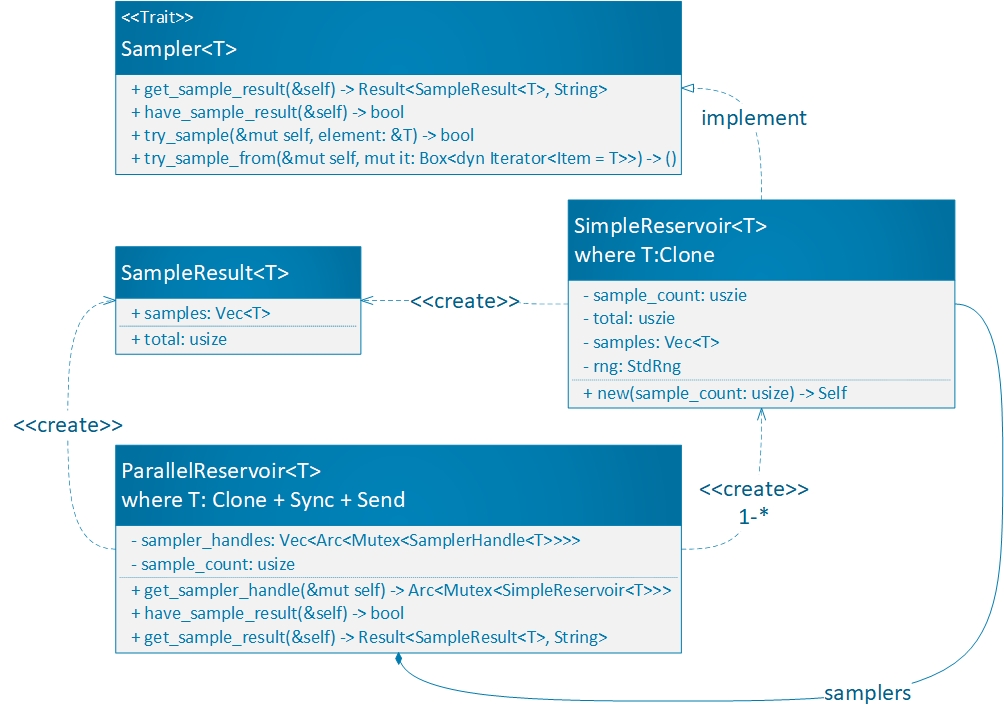 <<Trait>>
Sampler<T>
+ get_sample_result(&self) -> Result<SampleResult<T>, String>
+ have_sample_result(&self) -> bool
+ try_sample(&mut self, element: &T) -> bool
+ try_sample_from(&mut self, mut it: Box<dyn Iterator<Item = T>>) -> ()
implement
SimpleReservoir<T>
where T:Clone
- sample_count: uszie
- total: uszie
- samples: Vec<T>
- rng: StdRng
+ new(sample_count: usize) -> Self
SampleResult<T>
+ samples: Vec<T>
+ total: usize
<<create>>
<<create>>
ParallelReservoir<T>
where T: Clone + Sync + Send
- sampler_handles: Vec<Arc<Mutex<SamplerHandle<T>>>>
- sample_count: usize
+ get_sampler_handle(&mut self) -> Arc<Mutex<SimpleReservoir<T>>>
+ have_sample_result(&self) -> bool
+ get_sample_result(&self) -> Result<SampleResult<T>, String>
<<create>>
1-*
samplers